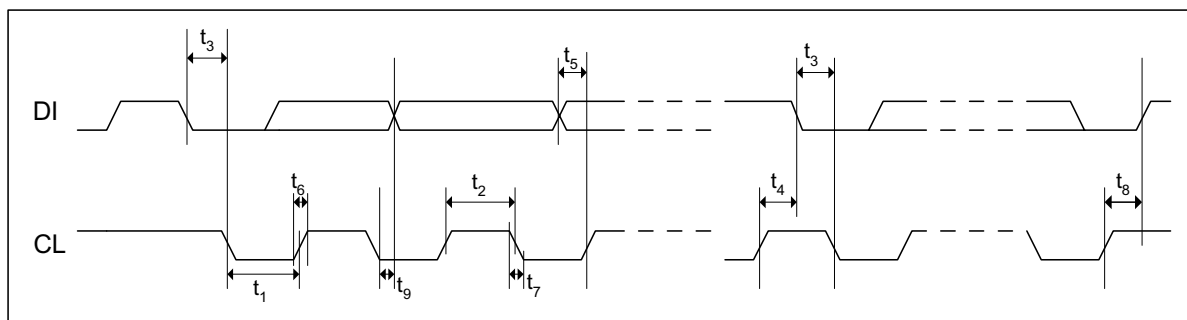 t₃
t₅
t₃
DI
t₆
t₂
t₄
t₈
CL
t₁
t₉
t₇